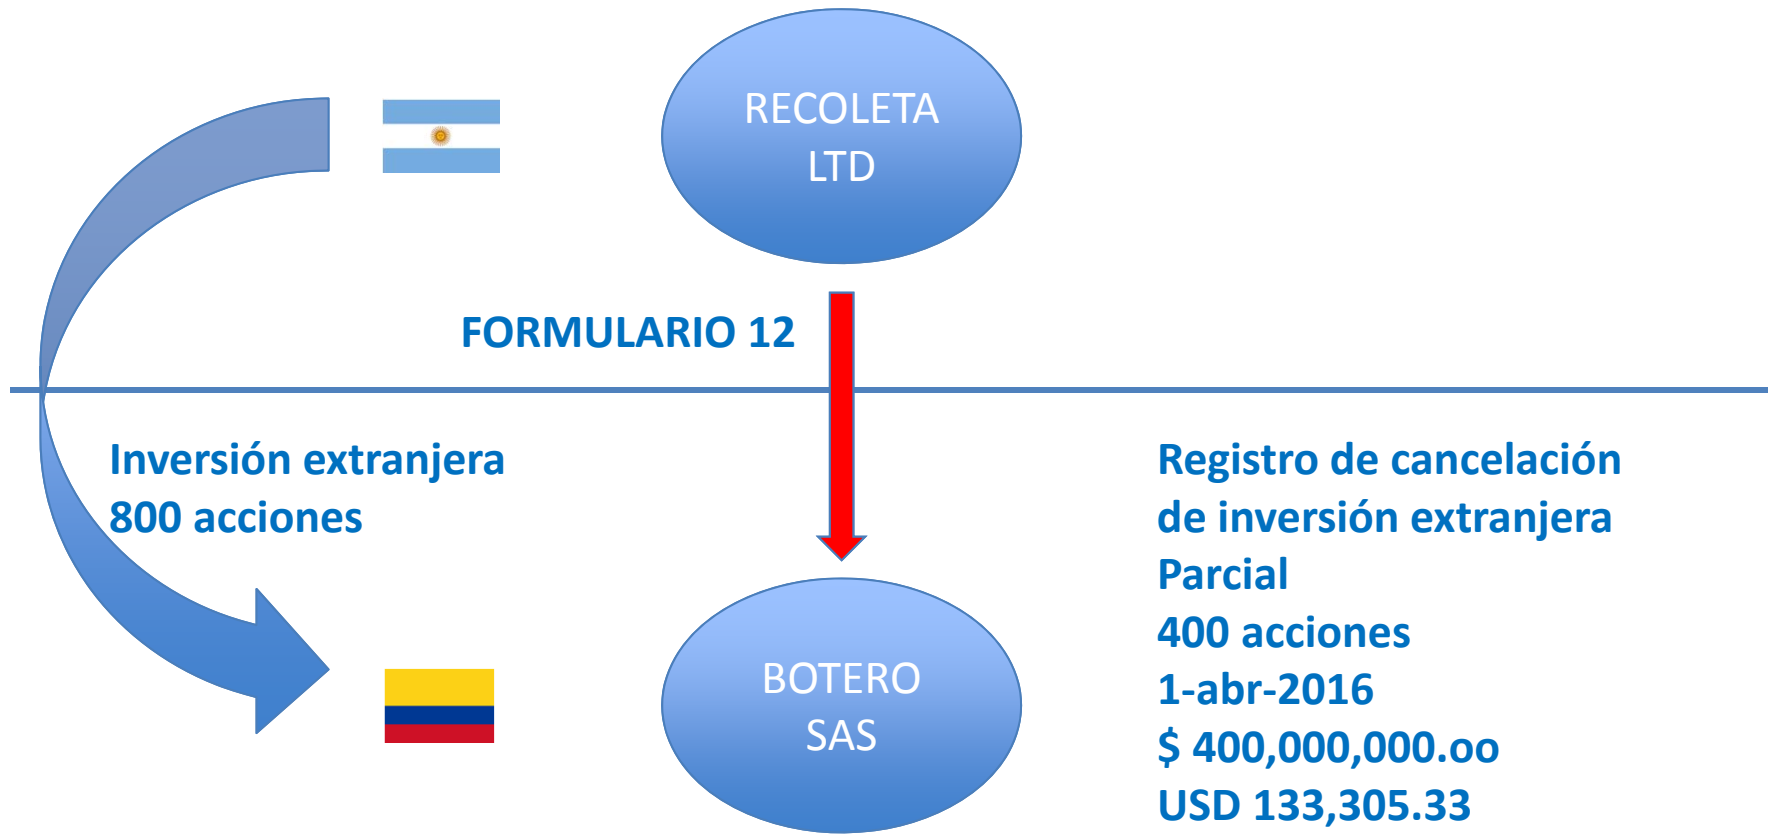 RECOLETA
LTD
FORMULARIO 12
Inversión extranjera
800 acciones
Registro de cancelación
de inversión extranjera
Parcial
400 acciones
1-abr-2016
$ 400,000,000.oo
USD 133,305.33
BOTERO
SAS